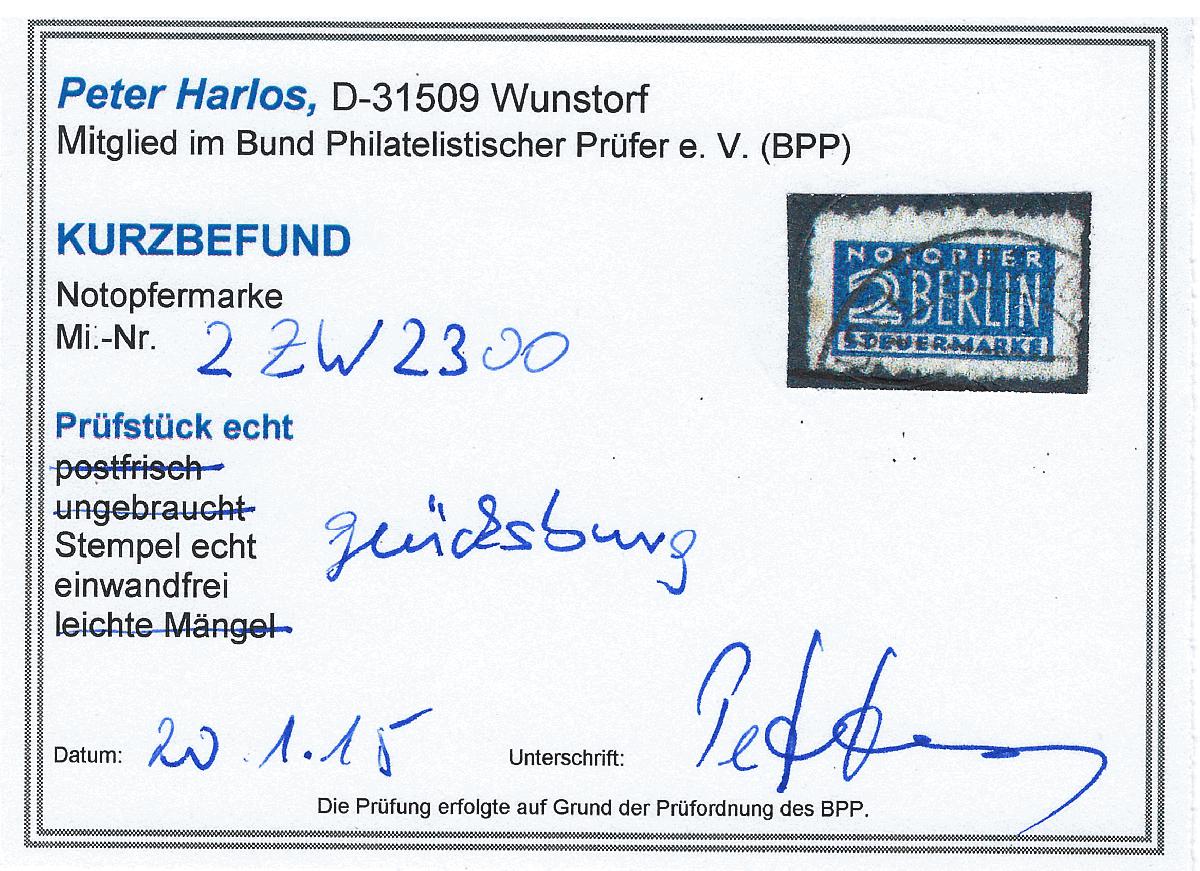 Peter Harlos, D-31509 Wunstorf
Mitglied im Bund Philatelistischer Prüfer e. V. (BPP)
KURZBEFUND
Notopfermarke
Mi.-Nr. 2 ZW 2300
NOTOPFER
2 BERLIN
STEUERMARKE
Prüfstück echt
postfrisch
ungebraucht
Stempel echt glücksburg
einwandfrei
leichte Mängel
Datum: 20.1.15 Unterschrift:
Die Prüfung erfolgte auf Grund der Prüfordnung des BPP.